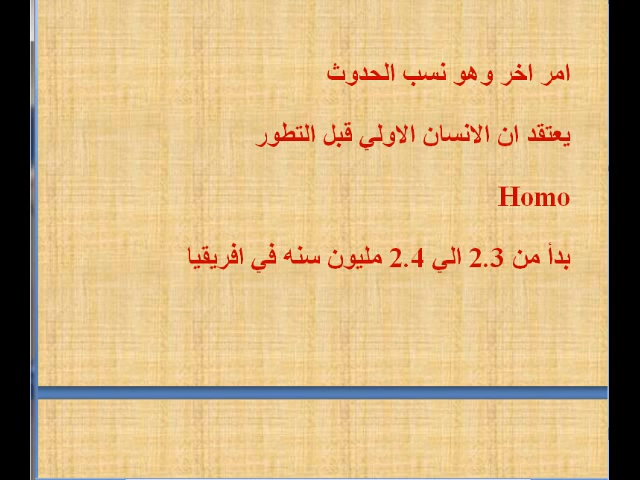 امر اخر وهو نسب الحدوث
يعتقد ان الانسان الاولي قبل التطور
Homo
بدأ من 2.3 الي 2.4 مليون سنه في افريقيا